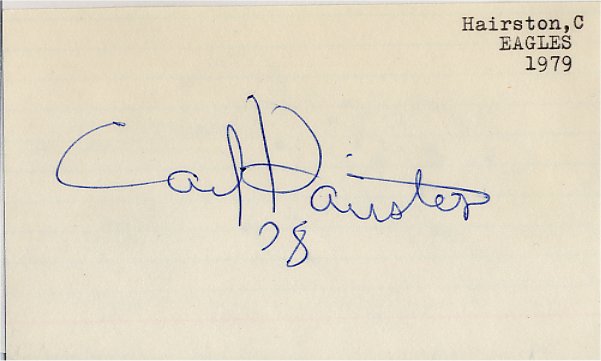 Hairston,C
EAGLES
1979
Carl Hairston
78